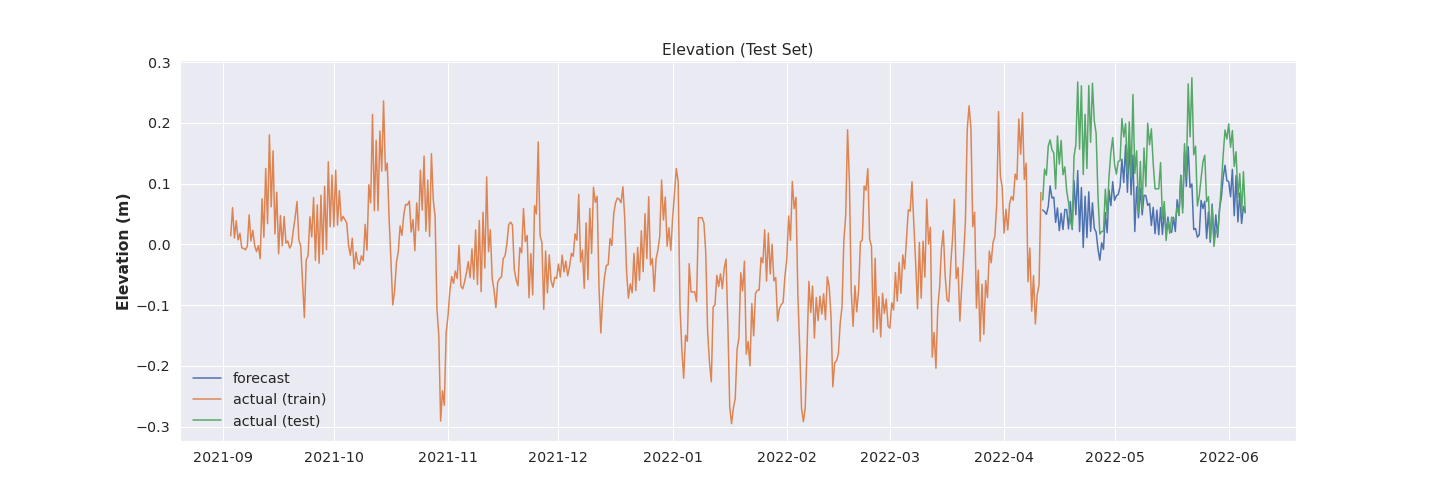 Elevation (Test Set)
Elevation (m)
0.3
0.2
0.1
0.0
−0.1
−0.2
−0.3
forecast
actual (train)
actual (test)
2021-09 2021-10 2021-11 2021-12 2022-01 2022-02 2022-03 2022-04 2022-05 2022-06